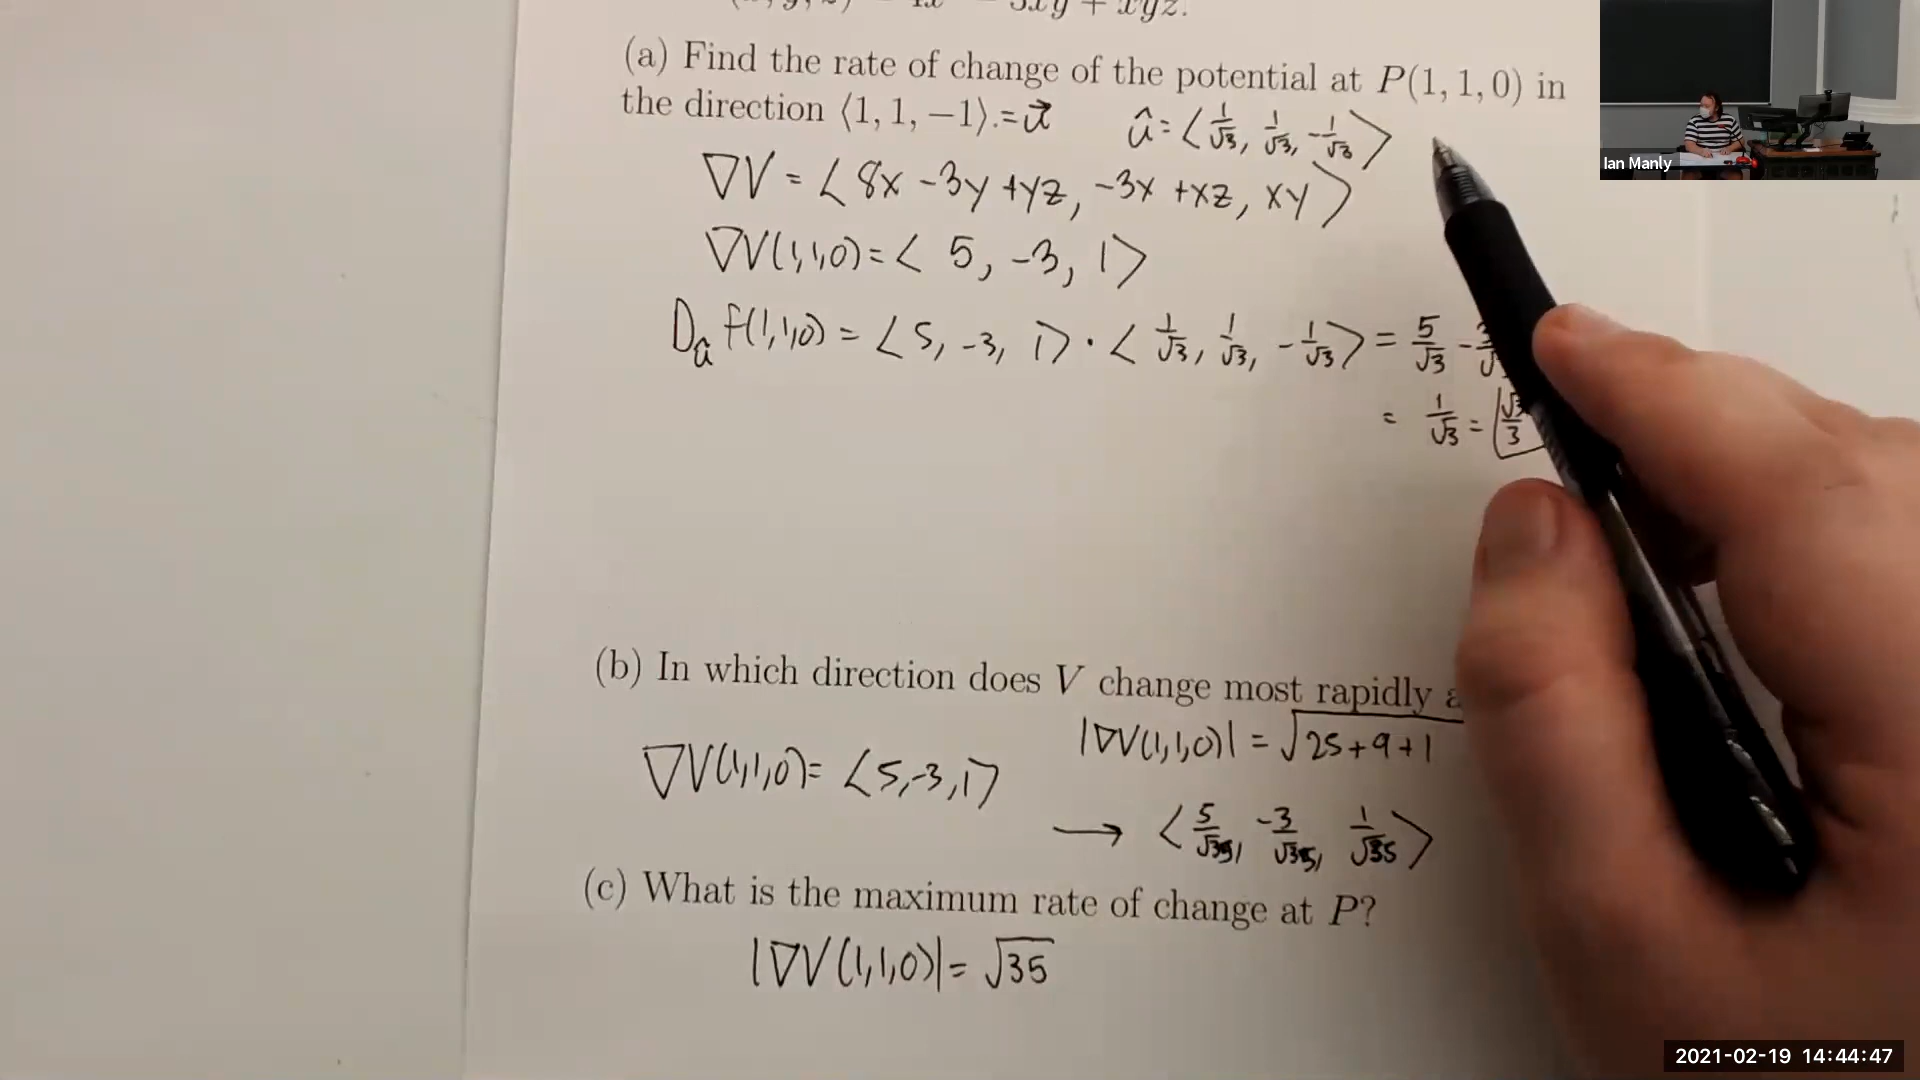 − 3xy + xyz.
(a) Find the rate of change of the potential at P(1, 1, 0) in
the direction ⟨1, 1, −1⟩. = u⃗ û = ⟨1/√3, 1/√3, -1/√3⟩
∇V = ⟨8x - 3y + yz, -3x + xz, xy⟩
∇V(1,1,0) = ⟨5, -3, 1⟩
D_û f(1,1,0) = ⟨5, -3, 1⟩ · ⟨1/√3, 1/√3, -1/√3⟩ = 5/√3 -
= 1/√3 = √3/3
(b) In which direction does V change most rapidly
|∇V(1,1,0)| = √25+9+1
∇V(1,1,0) = ⟨5, -3, 1⟩
→ ⟨5/√35, -3/√35, 1/√35⟩
(c) What is the maximum rate of change at P?
|∇V(1,1,0)| = √35
Ian Manly
2021-02-19 14:44:47